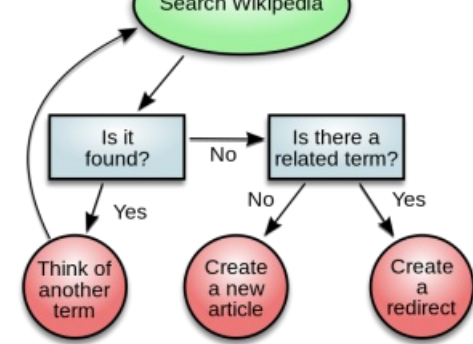 Search Wikipedia
Is it
found?
No
Is there a
related term?
Yes
No
Yes
Think of
another
term
Create
a new
article
Create
a
redirect